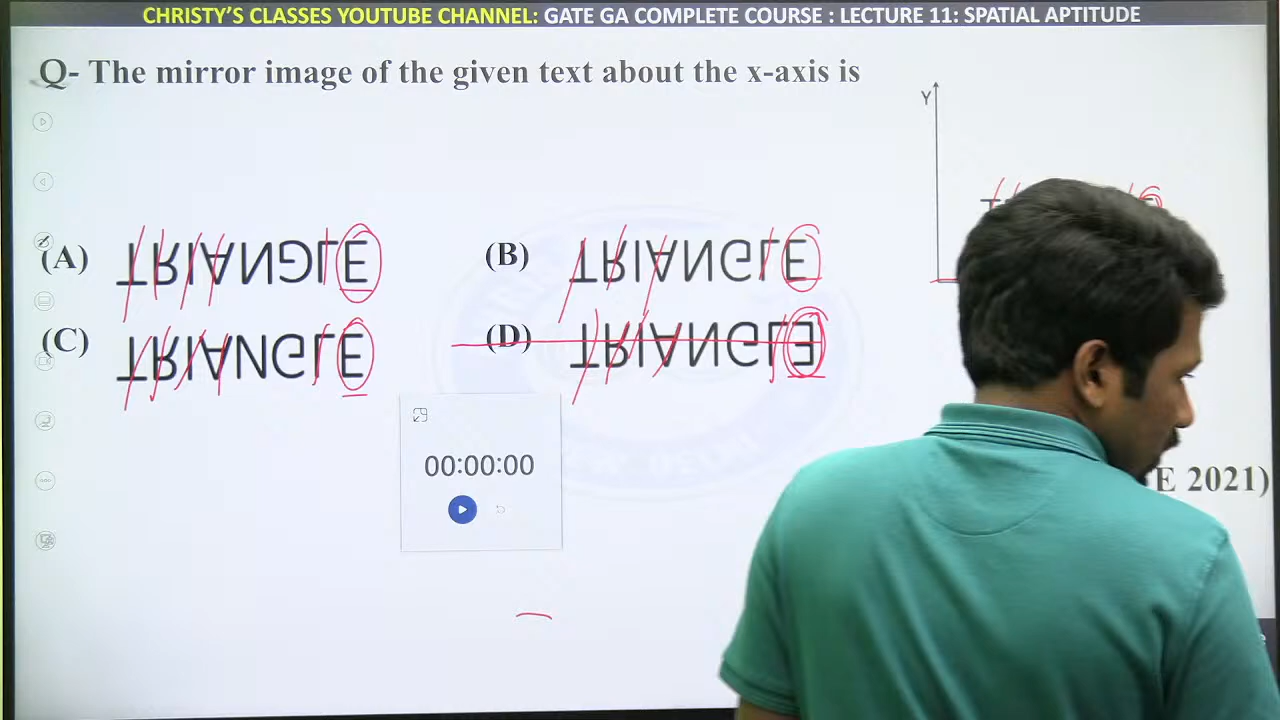 CHRISTY'S CLASSES YOUTUBE CHANNEL: GATE GA COMPLETE COURSE : LECTURE 11: SPATIAL APTITUDE
Q- The mirror image of the given text about the x-axis is
Y
(A) TRIANGLE
(B) TRIANGLE
(C) TRIANGLE
(D) TRIANGLE
00:00:00
E 2021)